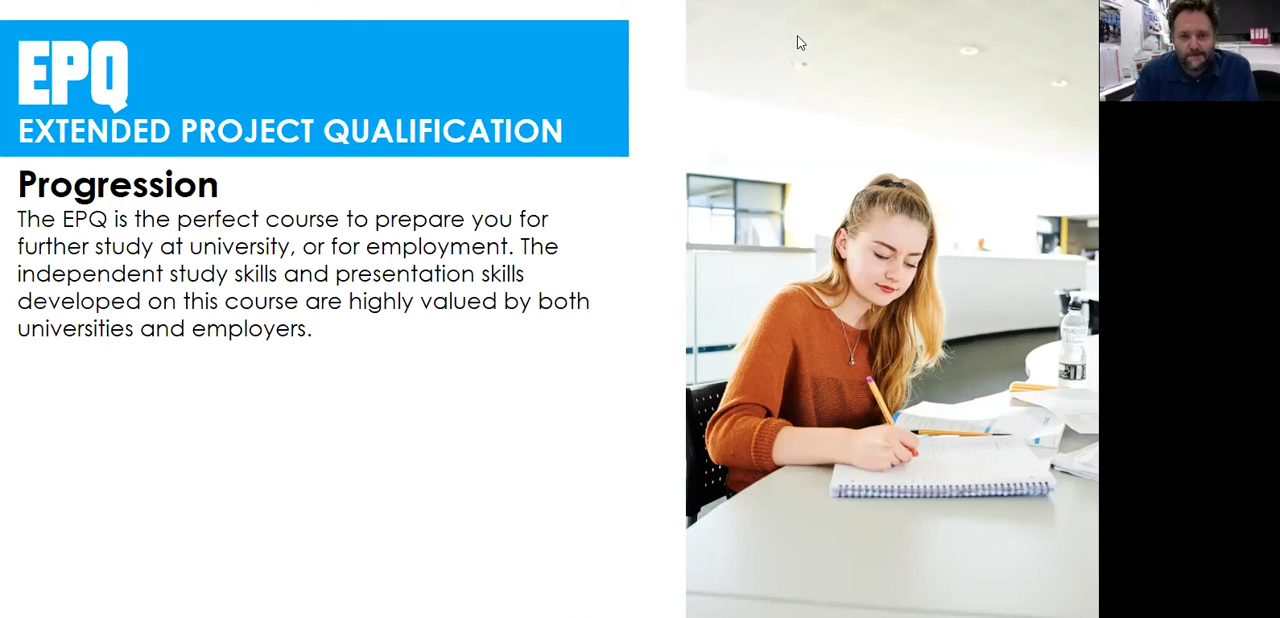 EPQ
EXTENDED PROJECT QUALIFICATION
Progression
The EPQ is the perfect course to prepare you for
further study at university, or for employment. The
independent study skills and presentation skills
developed on this course are highly valued by both
universities and employers.